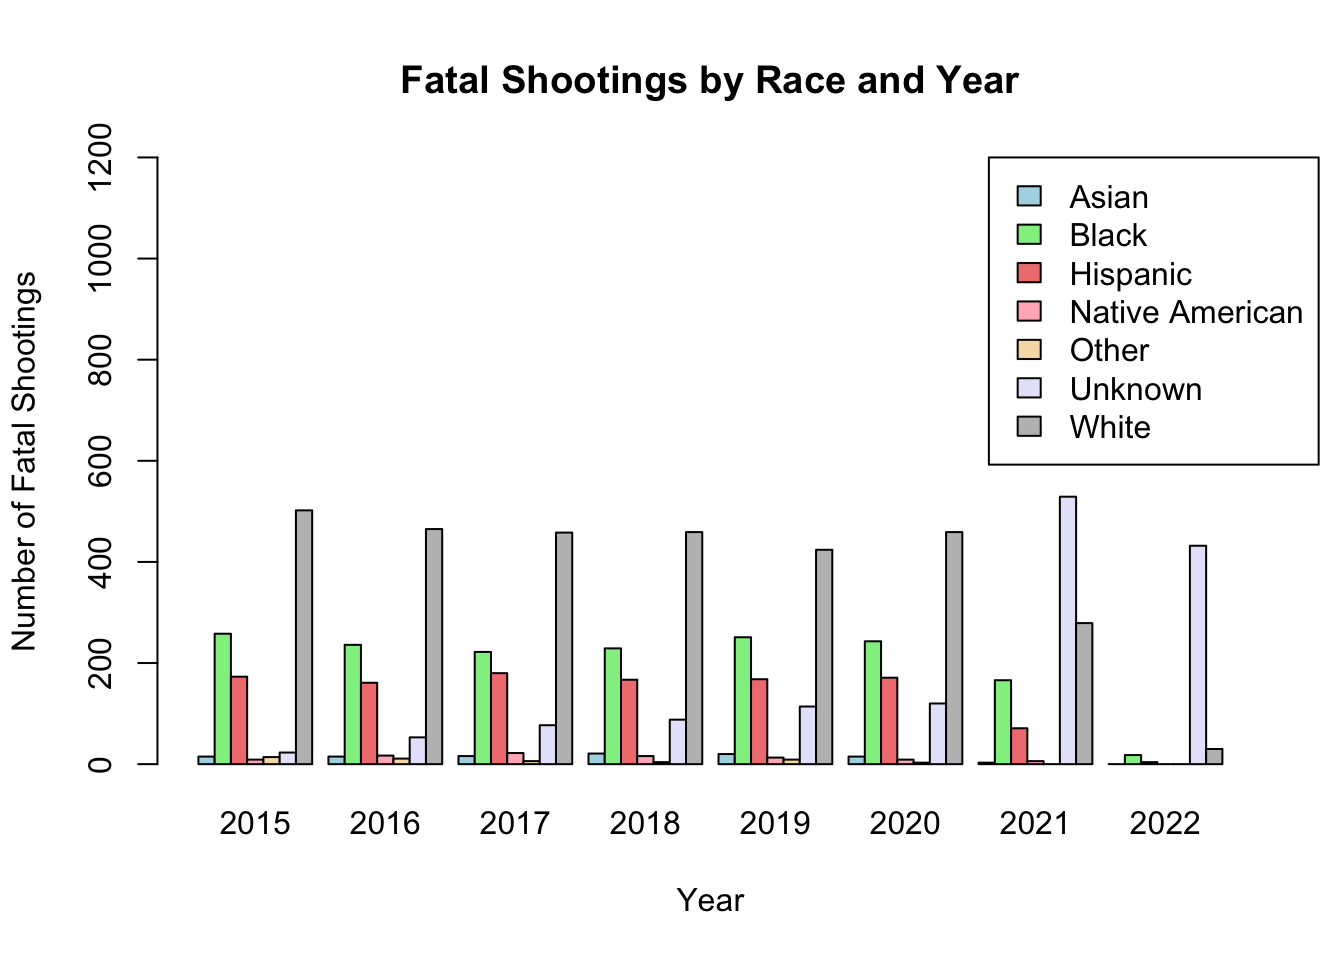 Fatal Shootings by Race and Year
Number of Fatal Shootings
1200
1000
800
600
400
200
0
Asian
Black
Hispanic
Native American
Other
Unknown
White
2015 2016 2017 2018 2019 2020 2021 2022
Year